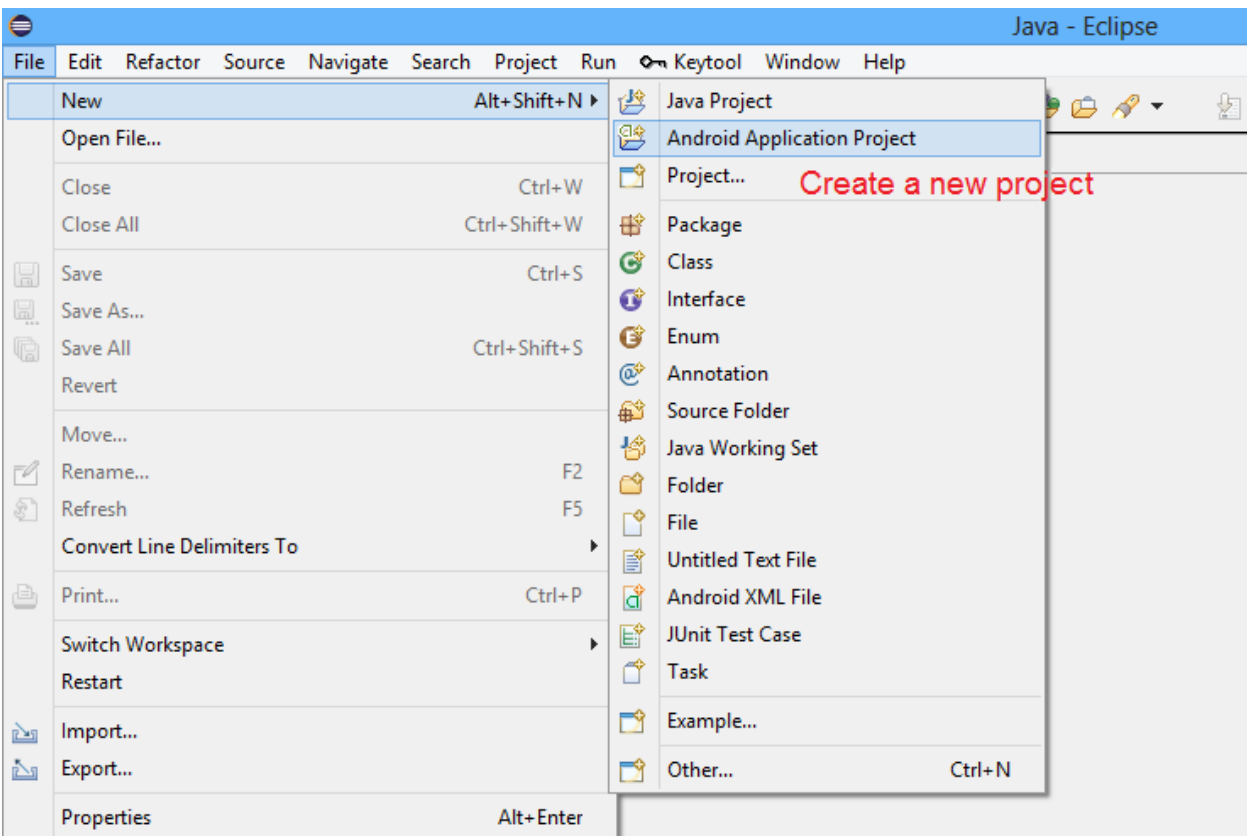 Java - Eclipse
File Edit Refactor Source Navigate Search Project Run Keytool Window Help
New Alt+Shift+N
Open File...
Close Ctrl+W
Close All Ctrl+Shift+W
Save Ctrl+S
Save As...
Save All Ctrl+Shift+S
Revert
Move...
Rename... F2
Refresh F5
Convert Line Delimiters To
Print... Ctrl+P
Switch Workspace
Restart
Import...
Export...
Properties Alt+Enter
Java Project
Android Application Project
Project...
Create a new project
Package
Class
Interface
Enum
Annotation
Source Folder
Java Working Set
Folder
File
Untitled Text File
Android XML File
JUnit Test Case
Task
Example...
Other... Ctrl+N